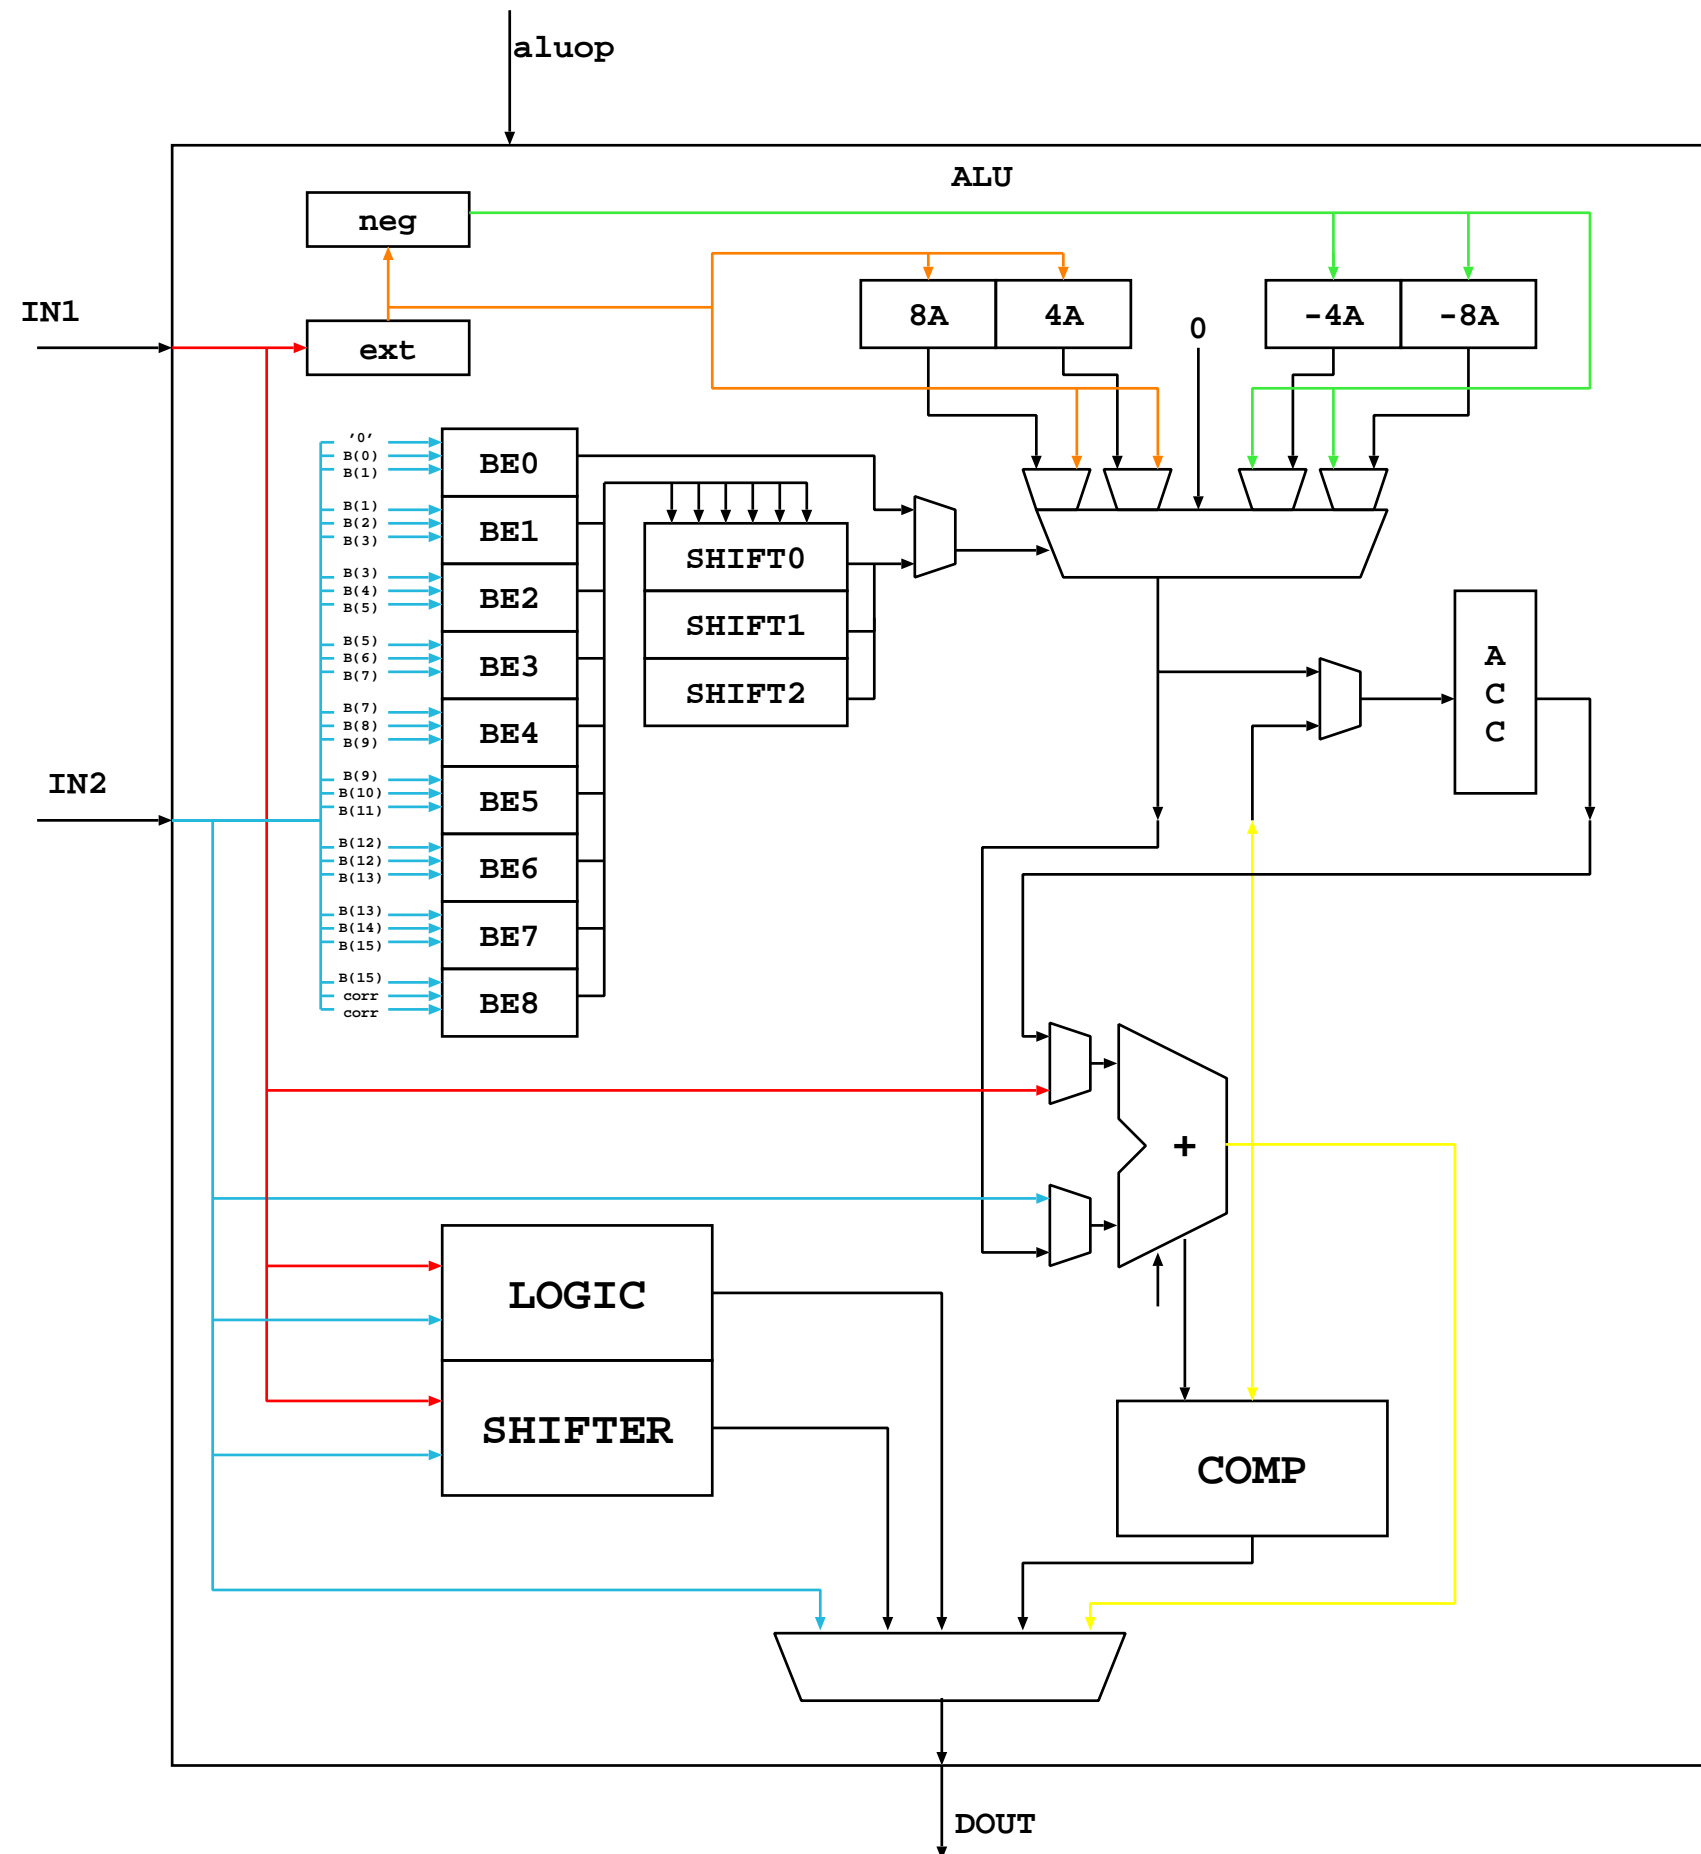 aluop
ALU
neg
IN1
ext
8A
4A
0
-4A
-8A
'0'
B(0)
B(1)
BE0
B(1)
B(2)
B(3)
BE1
B(3)
B(4)
B(5)
BE2
B(5)
B(6)
B(7)
BE3
B(7)
B(8)
B(9)
BE4
B(9)
B(10)
B(11)
BE5
B(12)
B(12)
B(13)
BE6
B(13)
B(14)
B(15)
BE7
B(15)
corr
corr
BE8
SHIFT0
SHIFT1
SHIFT2
A
C
C
IN2
+
LOGIC
SHIFTER
COMP
DOUT